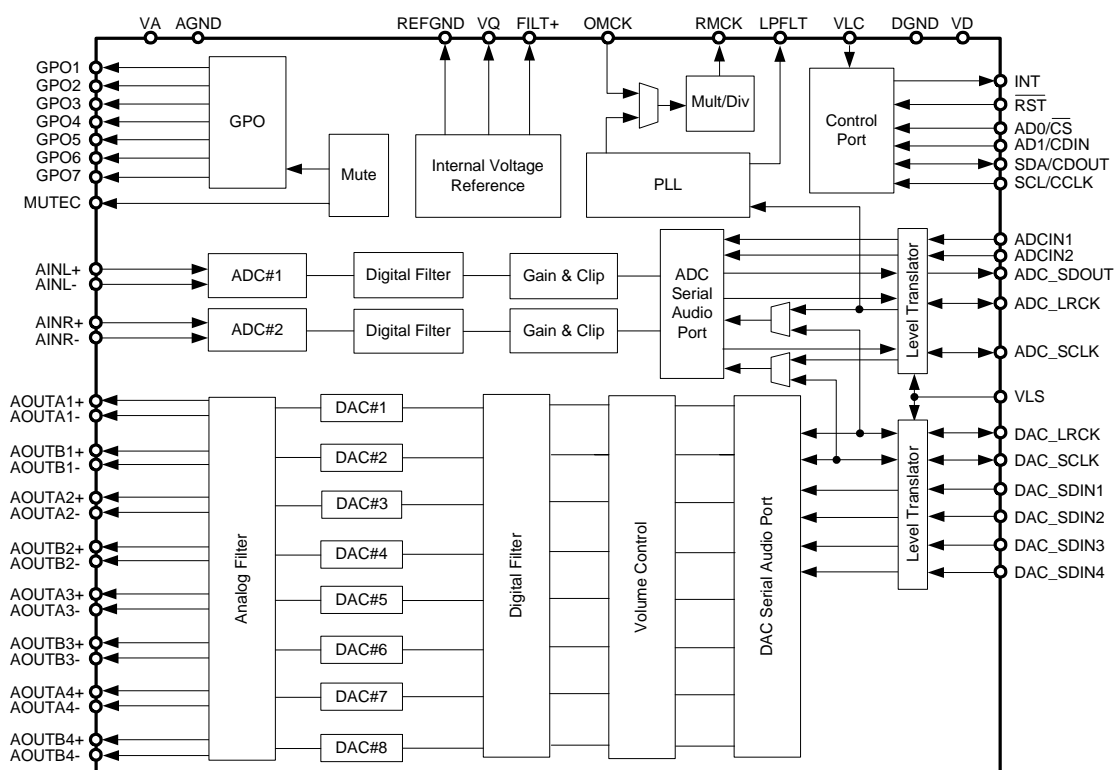 VA
AGND
REFGND
VQ
FILT+
OMCK
RMCK
LPFLT
VLC
DGND
VD
GPO1
GPO2
GPO3
GPO4
GPO5
GPO6
GPO7
MUTEC
GPO
Mute
Internal Voltage
Reference
Mult/Div
PLL
Control
Port
INT
RST
AD0/CS
AD1/CDIN
SDA/CDOUT
SCL/CCLK
AINL+
AINL-
AINR+
AINR-
ADC#1
Digital Filter
Gain & Clip
ADC#2
Digital Filter
Gain & Clip
ADC
Serial
Audio
Port
Level Translator
ADCIN1
ADCIN2
ADC_SDOUT
ADC_LRCK
ADC_SCLK
VLS
AOUTA1+
AOUTA1-
AOUTB1+
AOUTB1-
AOUTA2+
AOUTA2-
AOUTB2+
AOUTB2-
AOUTA3+
AOUTA3-
AOUTB3+
AOUTB3-
AOUTA4+
AOUTA4-
AOUTB4+
AOUTB4-
Analog Filter
DAC#1
DAC#2
DAC#3
DAC#4
DAC#5
DAC#6
DAC#7
DAC#8
Digital Filter
Volume Control
DAC Serial Audio Port
Level Translator
DAC_LRCK
DAC_SCLK
DAC_SDIN1
DAC_SDIN2
DAC_SDIN3
DAC_SDIN4